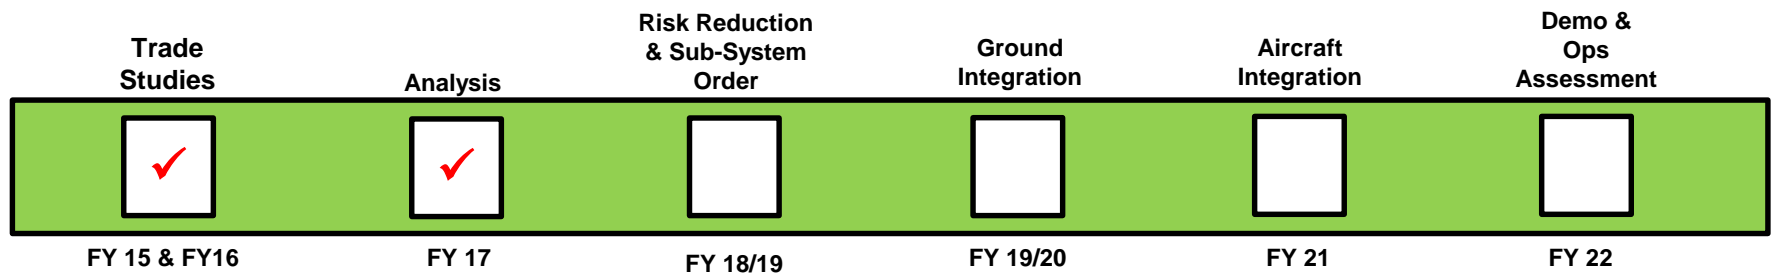 Trade
Studies
Analysis
Risk Reduction
& Sub-System
Order
Ground
Integration
Aircraft
Integration
Demo &
Ops
Assessment
FY 15 & FY16
FY 17
FY 18/19
FY 19/20
FY 21
FY 22